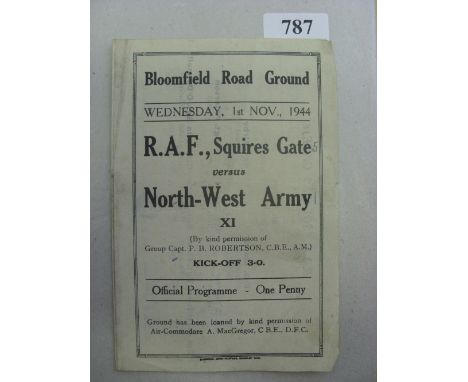 787
Bloomfield Road Ground
WEDNESDAY, 1st NOV., 1944
R.A.F., Squires Gate 5
versus
North-West Army 1
XI
(By kind permission of
Group Capt. P. B. ROBERTSON, C.B.E., A.M.)
KICK-OFF 3-0.
Official Programme - One Penny
Ground has been loaned by kind permission of
Air-Commodore A. MacGregor, C B E., D.F.C.